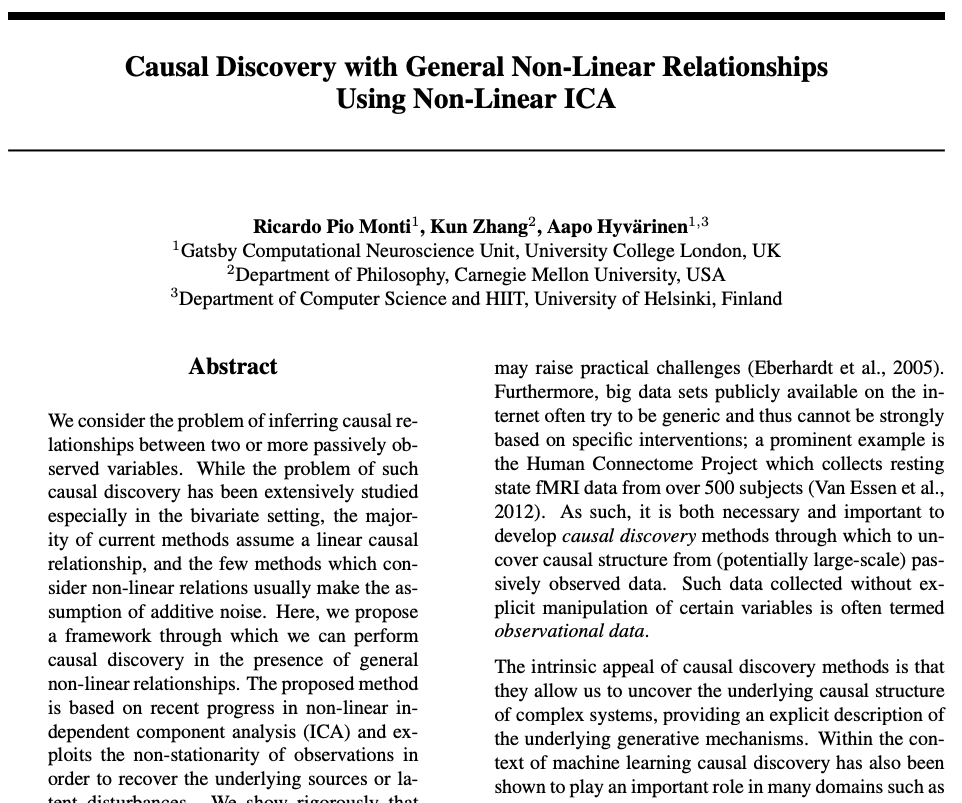 Causal Discovery with General Non-Linear Relationships
Using Non-Linear ICA
Ricardo Pio Monti1, Kun Zhang2, Aapo Hyvärinen1,3
1Gatsby Computational Neuroscience Unit, University College London, UK
2Department of Philosophy, Carnegie Mellon University, USA
3Department of Computer Science and HIIT, University of Helsinki, Finland
Abstract
We consider the problem of inferring causal re-
lationships between two or more passively ob-
served variables. While the problem of such
causal discovery has been extensively studied
especially in the bivariate setting, the major-
ity of current methods assume a linear causal
relationship, and the few methods which con-
sider non-linear relations usually make the as-
sumption of additive noise. Here, we propose
a framework through which we can perform
causal discovery in the presence of general
non-linear relationships. The proposed method
is based on recent progress in non-linear in-
dependent component analysis (ICA) and ex-
ploits the non-stationarity of observations in
order to recover the underlying sources or la-
tent disturbances. We show rigorously that
may raise practical challenges (Eberhardt et al., 2005).
Furthermore, big data sets publicly available on the in-
ternet often try to be generic and thus cannot be strongly
based on specific interventions; a prominent example is
the Human Connectome Project which collects resting
state fMRI data from over 500 subjects (Van Essen et al.,
2012). As such, it is both necessary and important to
develop causal discovery methods through which to un-
cover causal structure from (potentially large-scale) pas-
sively observed data. Such data collected without ex-
plicit manipulation of certain variables is often termed
observational data.
The intrinsic appeal of causal discovery methods is that
they allow us to uncover the underlying causal structure
of complex systems, providing an explicit description of
the underlying generative mechanisms. Within the con-
text of machine learning causal discovery has also been
shown to play an important role in many domains such as